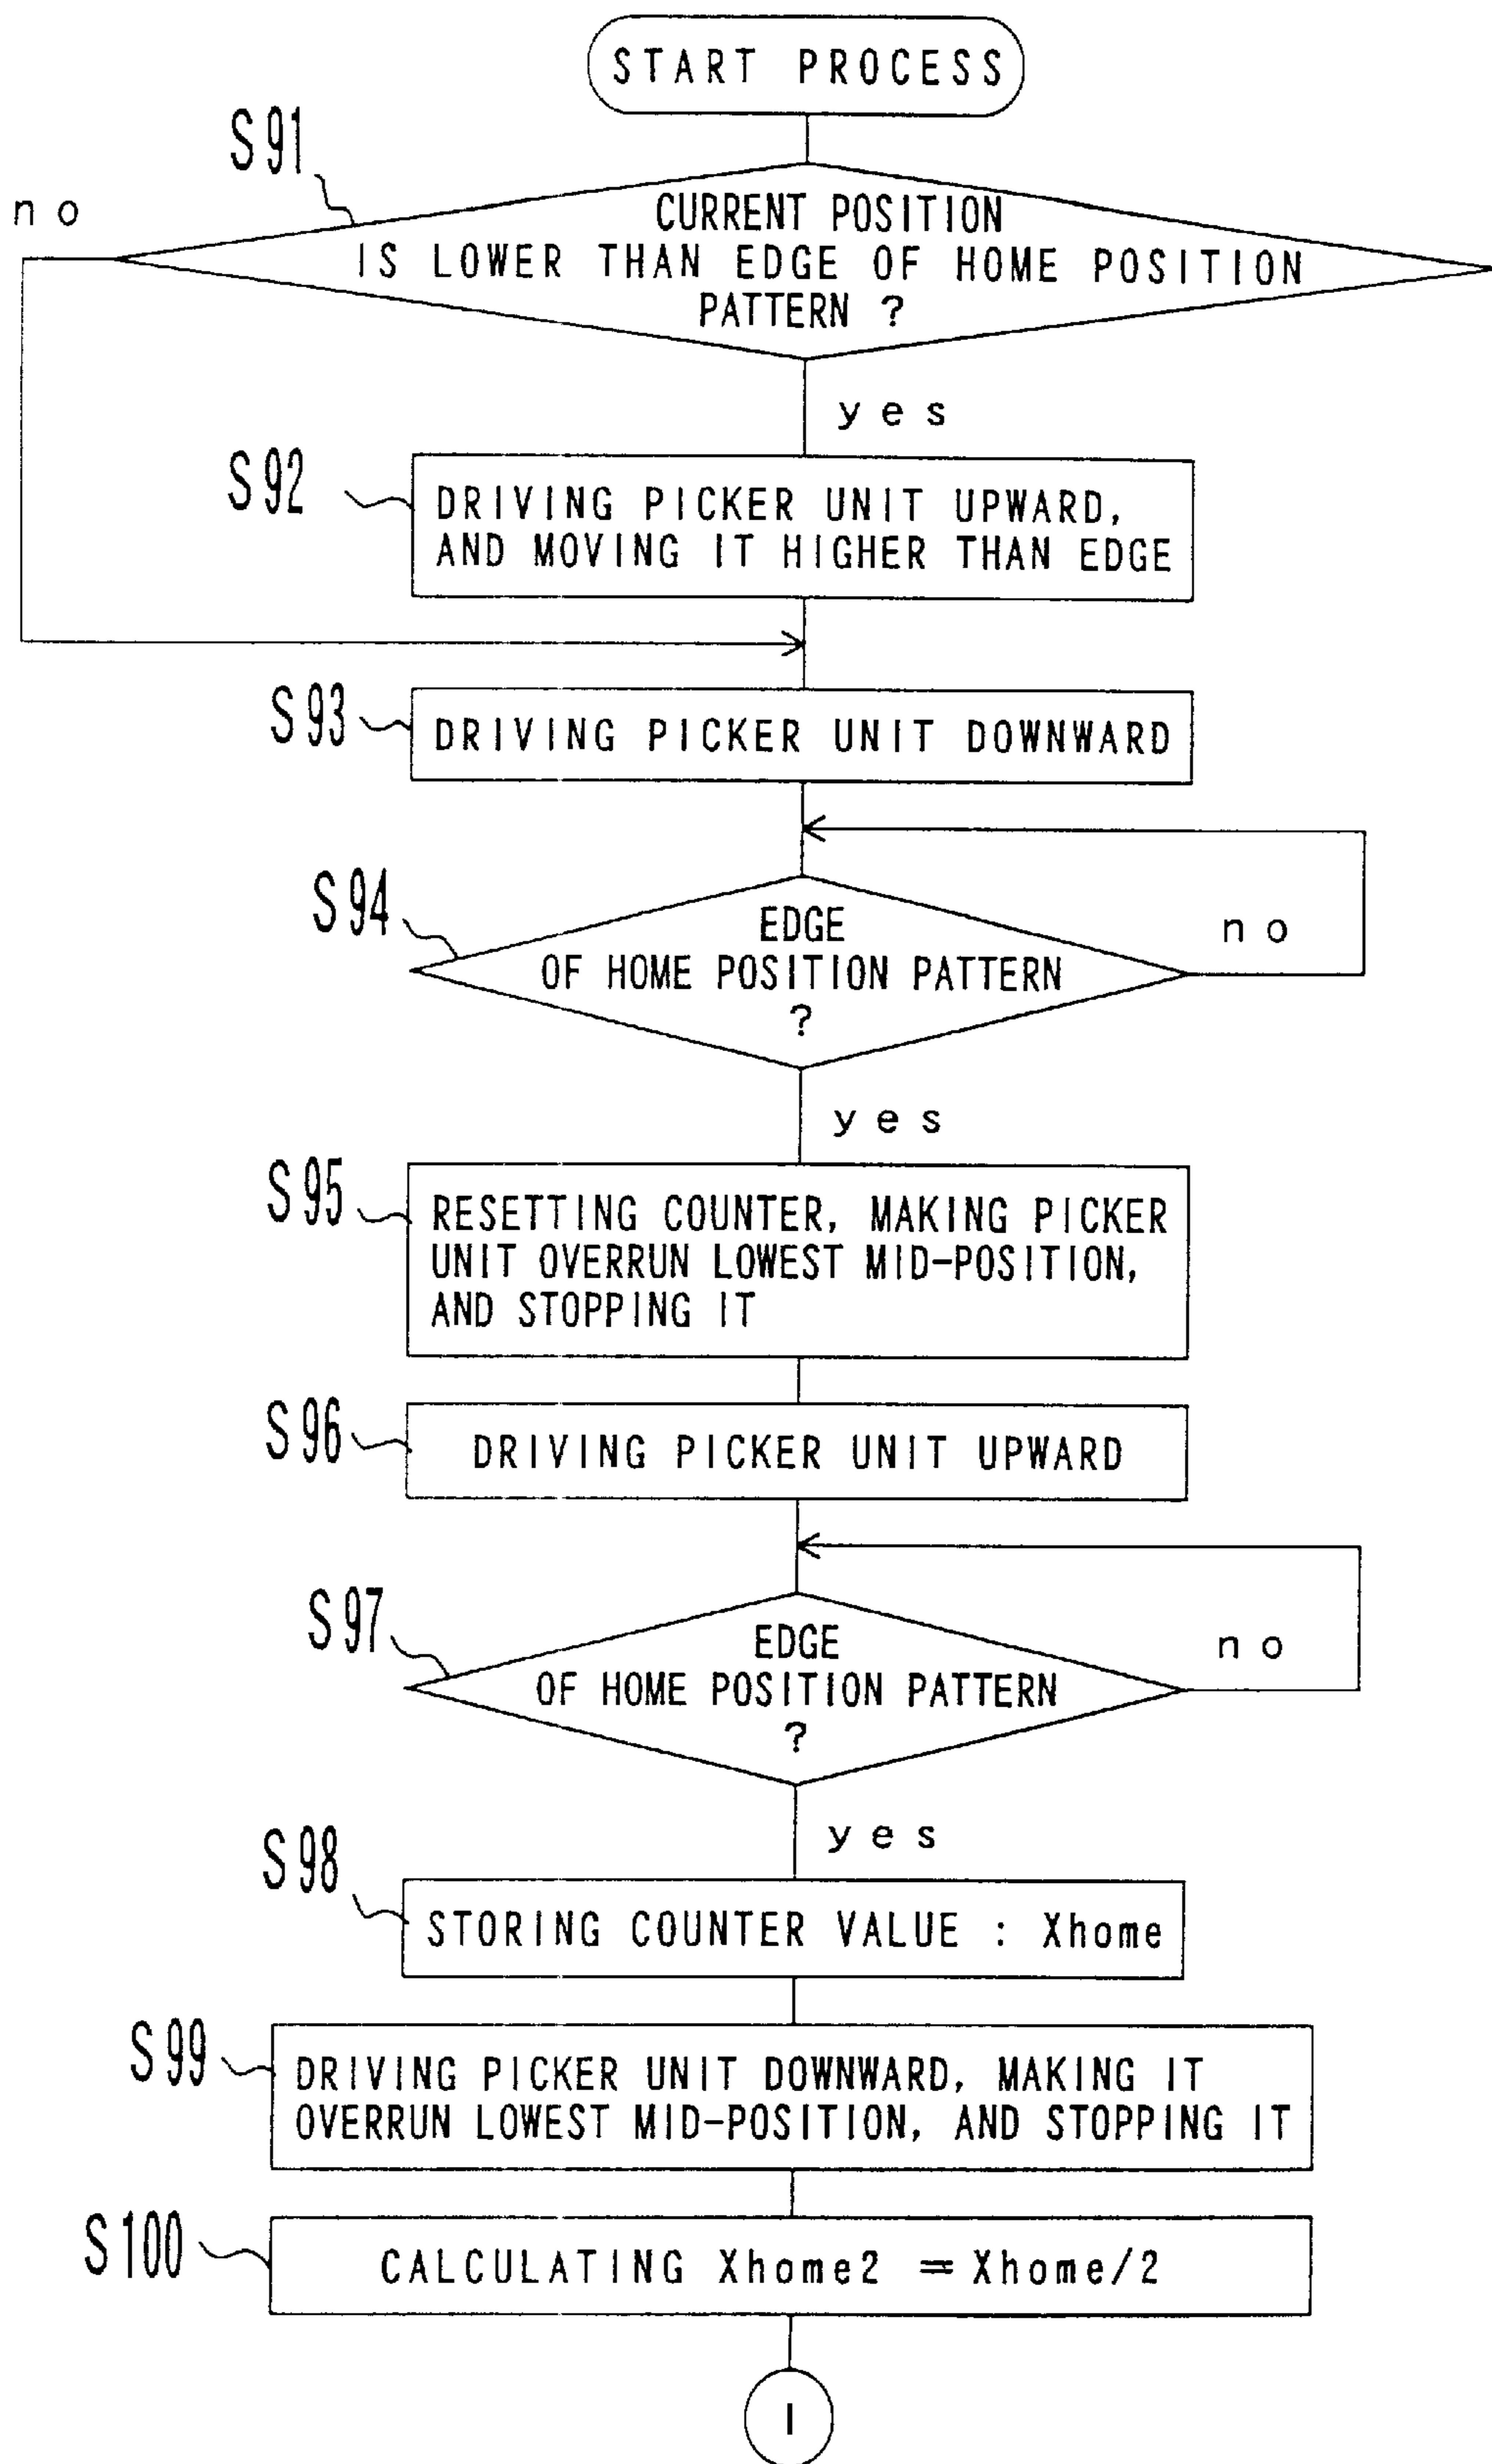 START PROCESS
S91
no
CURRENT POSITION
IS LOWER THAN EDGE OF HOME POSITION
PATTERN ?
yes
S92
DRIVING PICKER UNIT UPWARD,
AND MOVING IT HIGHER THAN EDGE
S93
DRIVING PICKER UNIT DOWNWARD
S94
EDGE
OF HOME POSITION PATTERN
?
no
yes
S95
RESETTING COUNTER, MAKING PICKER
UNIT OVERRUN LOWEST MID-POSITION,
AND STOPPING IT
S96
DRIVING PICKER UNIT UPWARD
S97
EDGE
OF HOME POSITION PATTERN
?
no
yes
S98
STORING COUNTER VALUE : Xhome
S99
DRIVING PICKER UNIT DOWNWARD, MAKING IT
OVERRUN LOWEST MID-POSITION, AND STOPPING IT
S100
CALCULATING Xhome2 = Xhome/2
1